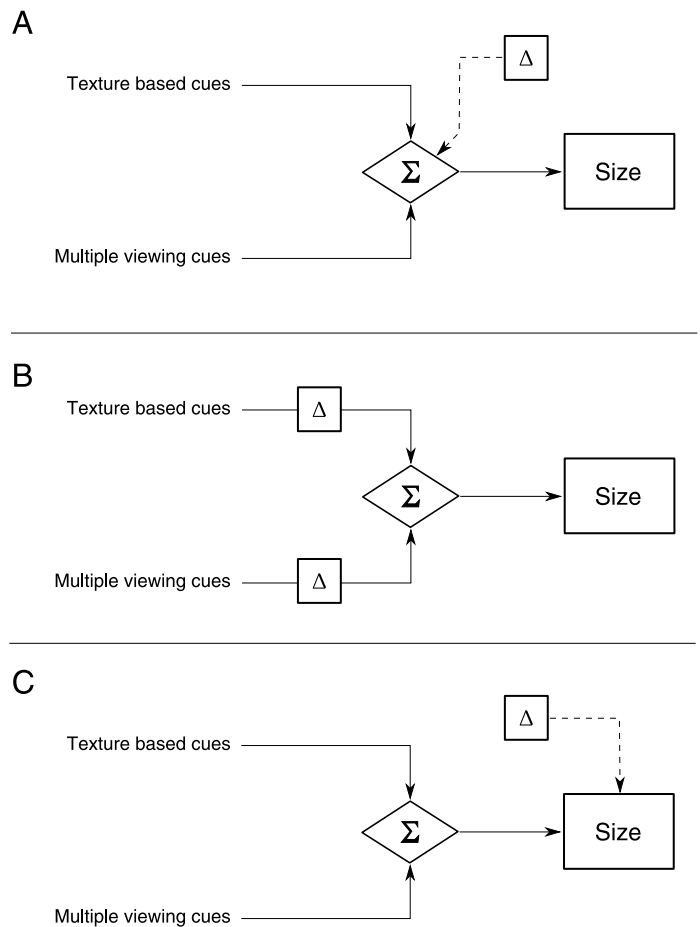 A
Δ
Texture based cues
Σ
Size
Multiple viewing cues
B
Texture based cues
Δ
Σ
Size
Multiple viewing cues
Δ
C
Δ
Texture based cues
Σ
Size
Multiple viewing cues